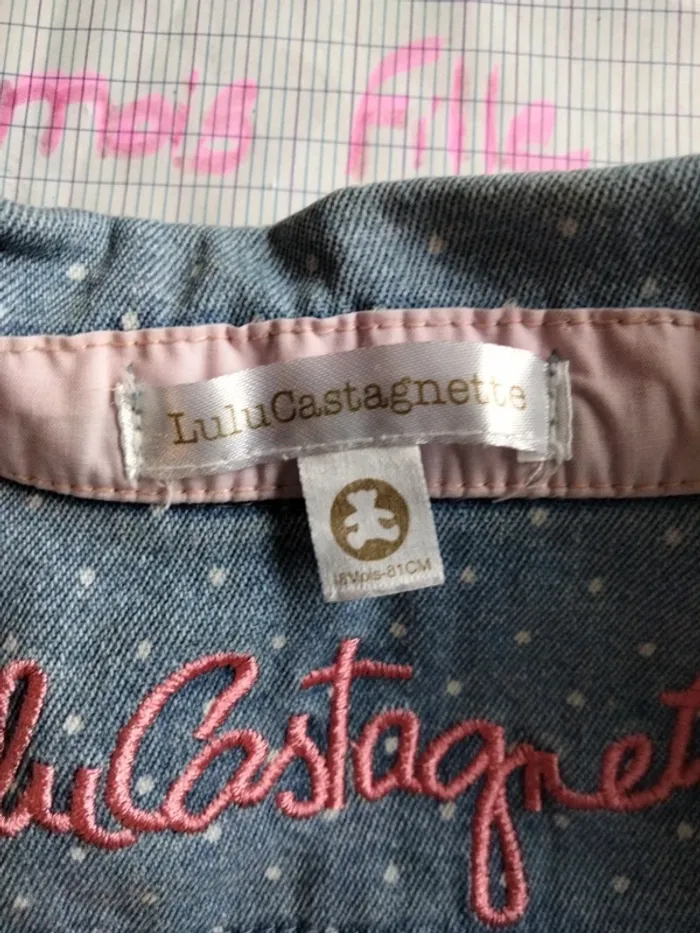 mois fille
LuluCastagnette
18Mois-81CM
luCastagnet